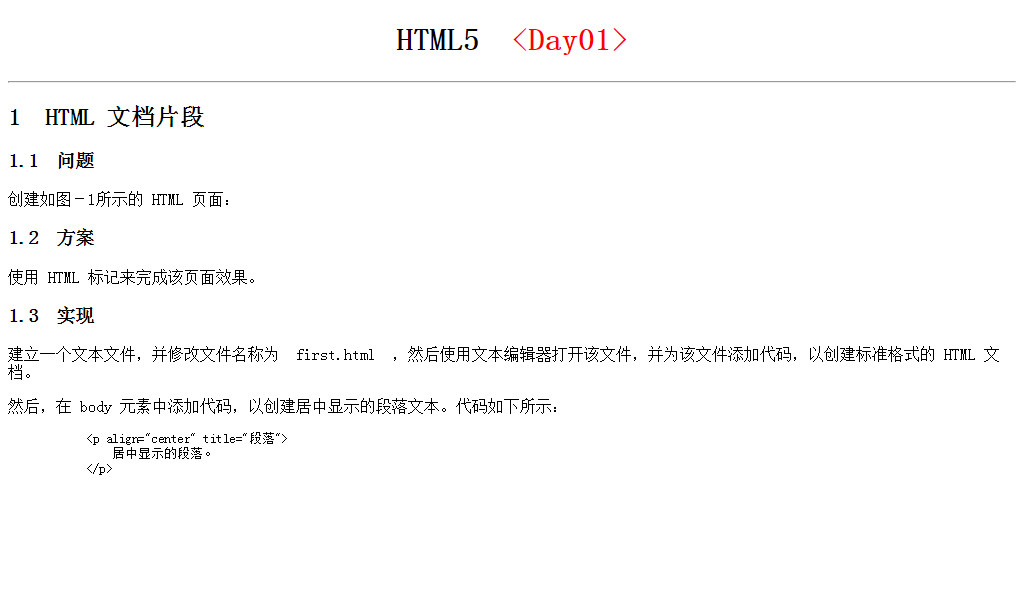 HTML5 <Day01>
1 HTML 文档片段
1.1 问题
创建如图－1所示的 HTML 页面：
1.2 方案
使用 HTML 标记来完成该页面效果。
1.3 实现
建立一个文本文件，并修改文件名称为 first.html ，然后使用文本编辑器打开该文件，并为该文件添加代码，以创建标准格式的 HTML 文
档。
然后，在 body 元素中添加代码，以创建居中显示的段落文本。代码如下所示：
<p align="center" title="段落">
居中显示的段落。
</p>